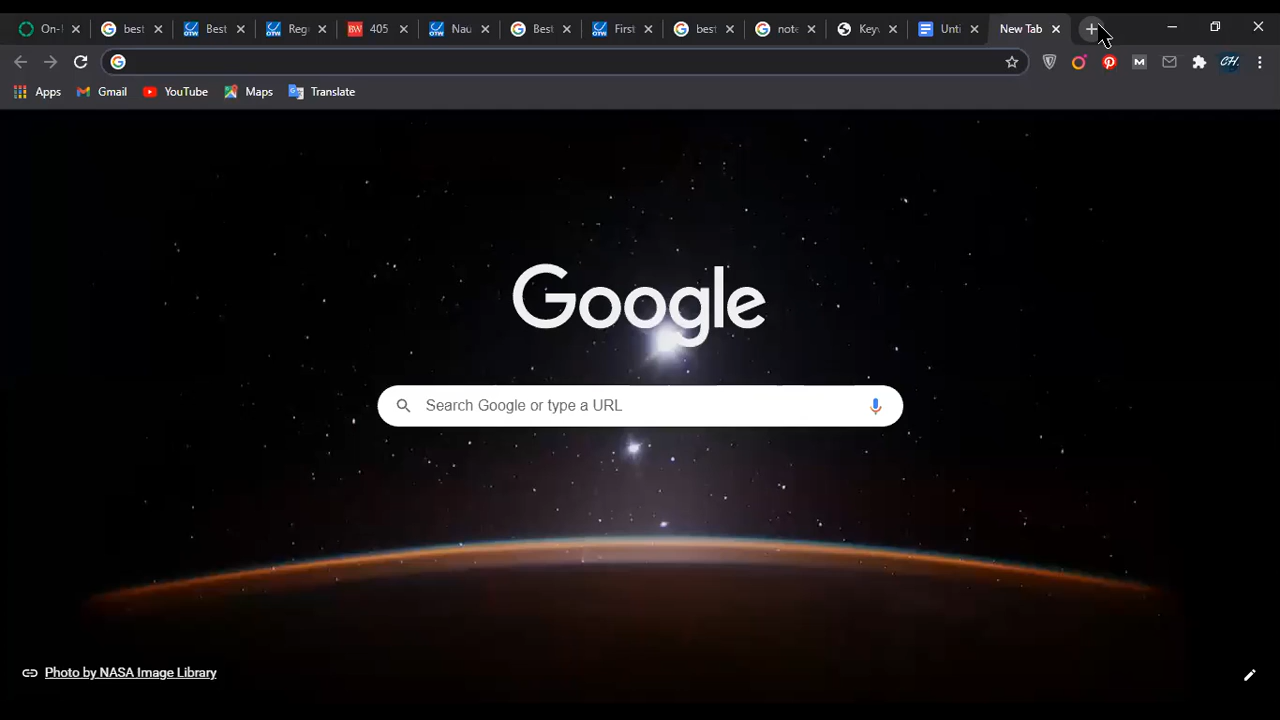 On-l
best
Best
Reg
BW 405
Nau
Best
First
best
note
Key
Unti
New Tab
Apps
Gmail
YouTube
Maps
Translate
Google
Search Google or type a URL
Photo by NASA Image Library